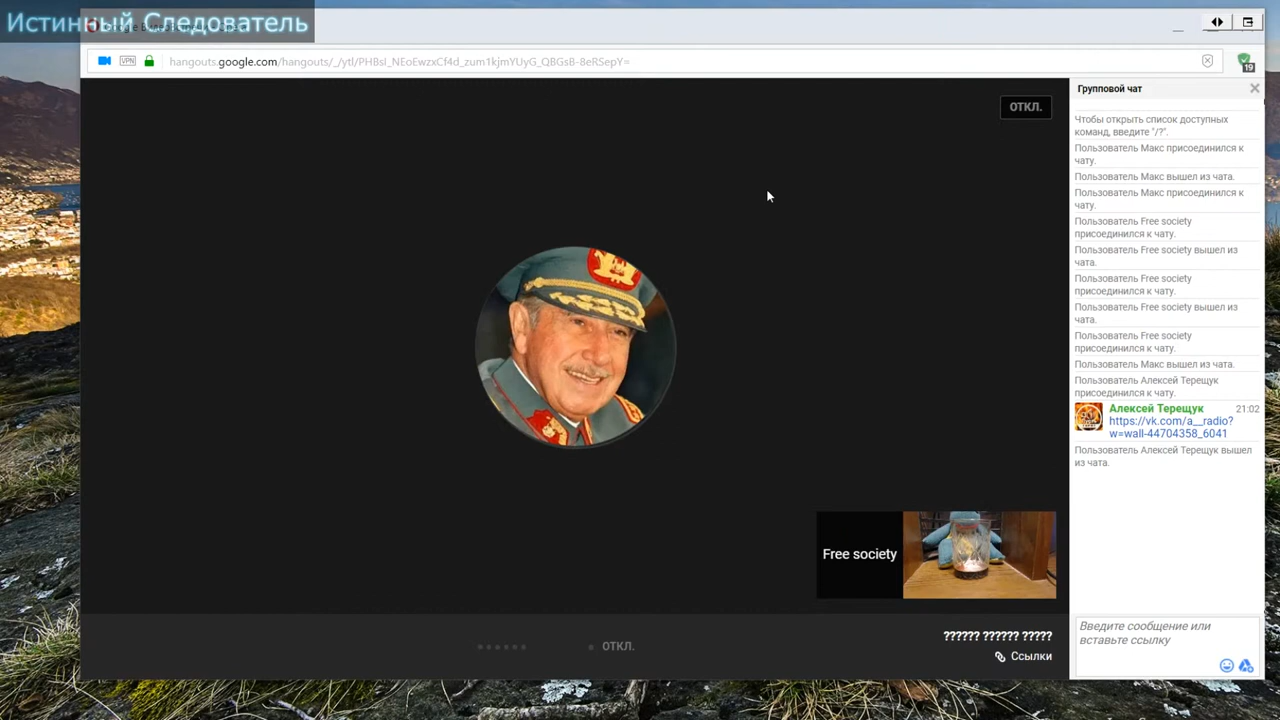 Истинный Следователь
VPN
hangouts.google.com/hangouts/_/ytl/PHBsI_NEoEwzxCf4d_zum1kjmYUyG_QBGsB-8eRSepY=
19
ОТКЛ.
Групповой чат
Чтобы открыть список доступных
команд, введите "/?".
Пользователь Макс присоединился к
чату.
Пользователь Макс вышел из чата.
Пользователь Макс присоединился к
чату.
Пользователь Free society
присоединился к чату.
Пользователь Free society вышел из
чата.
Пользователь Free society
присоединился к чату.
Пользователь Free society вышел из
чата.
Пользователь Free society
присоединился к чату.
Пользователь Макс вышел из чата.
Пользователь Алексей Терещук
присоединился к чату.
Алексей Терещук 21:02
https://vk.com/a__radio?
w=wall-44704358_6041
Пользователь Алексей Терещук вышел
из чата.
Free society
ОТКЛ.
?????? ?????? ?????
Ссылки
Введите сообщение или
вставьте ссылку